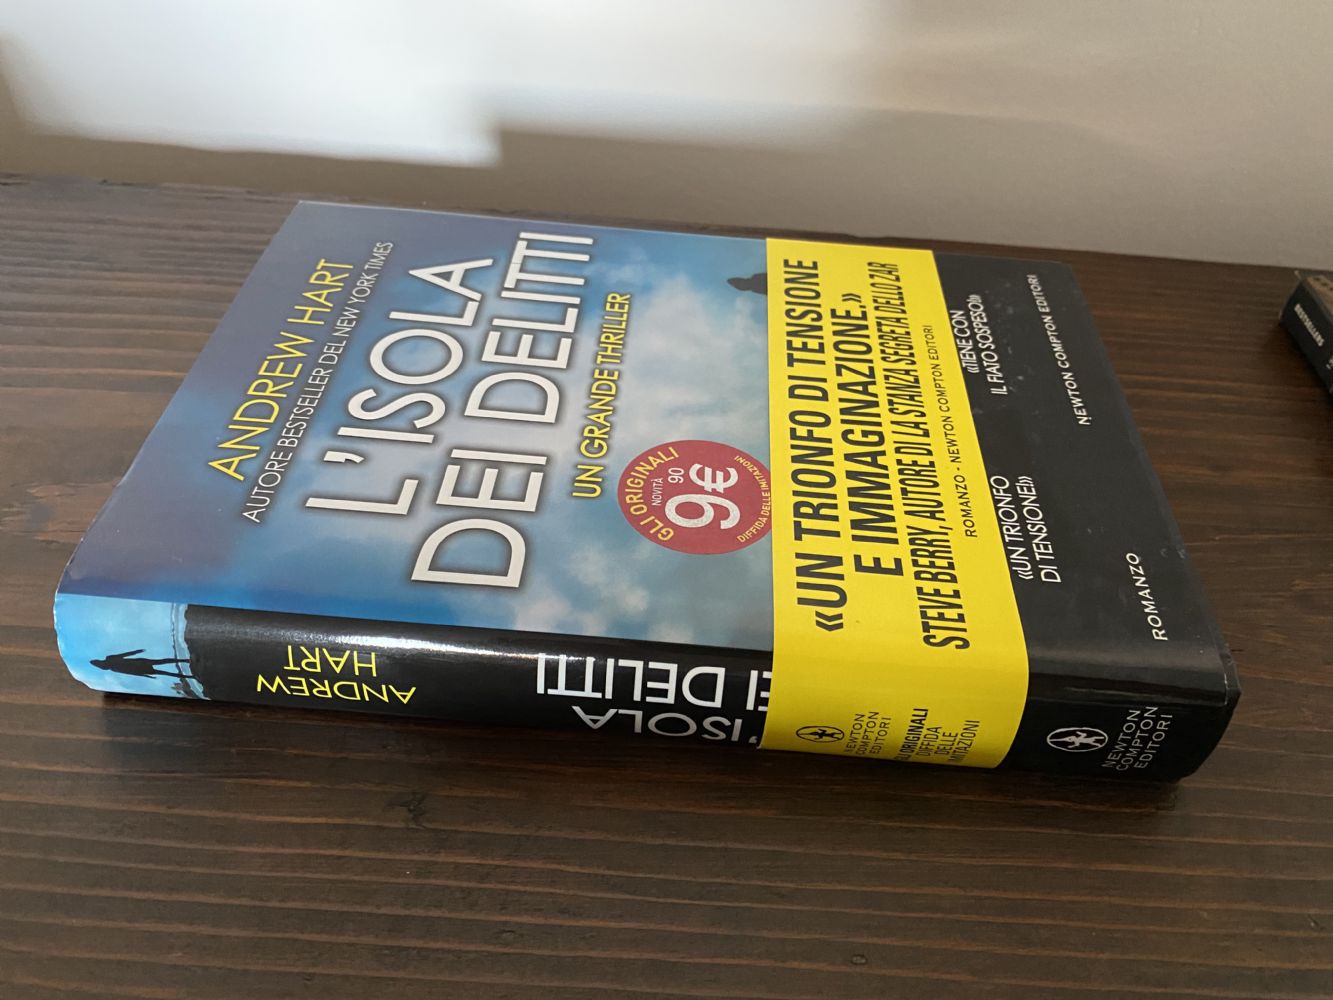 ANDREW HART
AUTORE BESTSELLER DEL NEW YORK TIMES
L'ISOLA
DEI DELITTI
UN GRANDE THRILLER
GLI ORIGINALI
NOVITÀ
9 90 €
DIFFIDA DELLE IMITAZIONI
«UN TRIONFO DI TENSIONE
E IMMAGINAZIONE.»
STEVE BERRY, AUTORE DI LA STANZA SEGRETA DELLO ZAR
ROMANZO - NEWTON COMPTON EDITORI
«UN TRIONFO
DI TENSIONE!»
«TIENE CON
IL FIATO SOSPESO!»
ROMANZO
NEWTON COMPTON EDITORI
ANDREW
HART
L'ISOLA
EI DELITTI
NEWTON
COMPTON
EDITORI
GLI ORIGINALI
DIFFIDA
DELLE
IMITAZIONI
NEWTON
COMPTON
EDITORI
BESTSELLERS